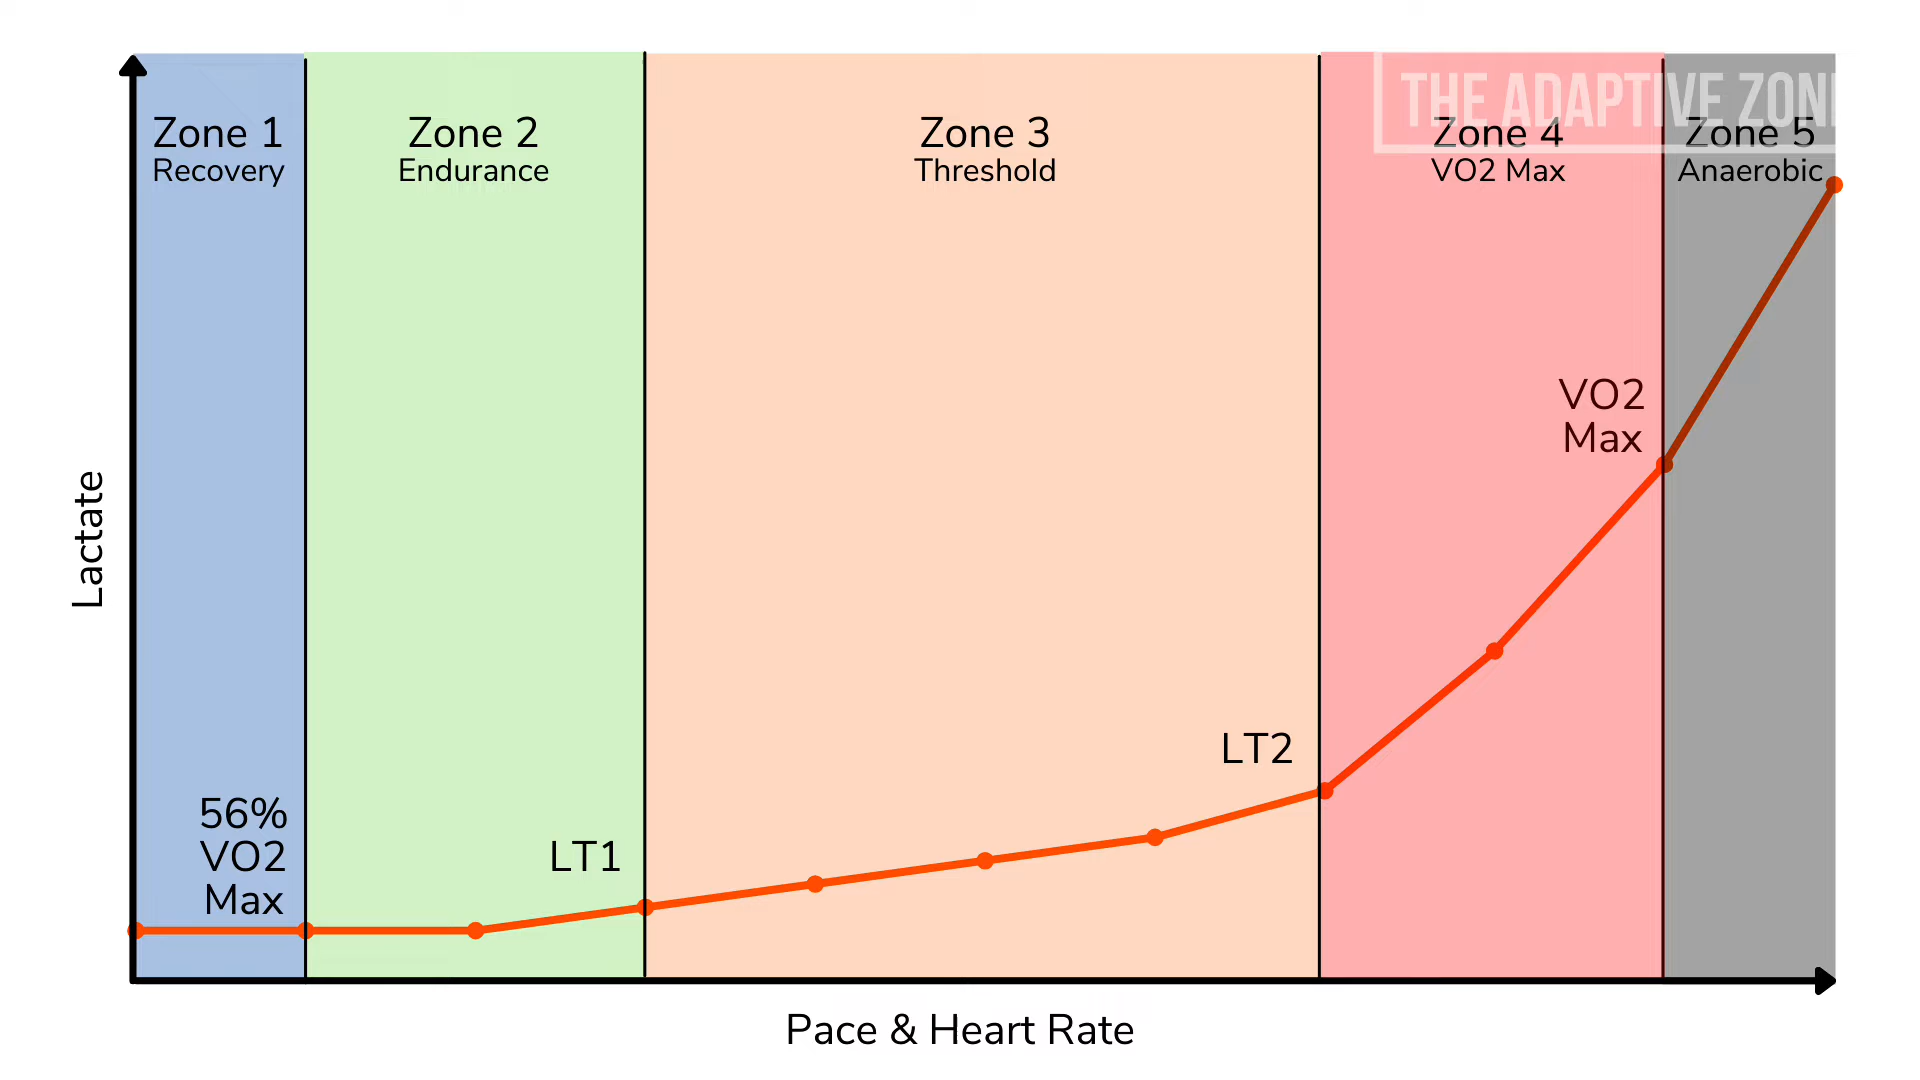 THE ADAPTIVE ZON
Zone 1
Recovery
Zone 2
Endurance
Zone 3
Threshold
Zone 4
VO2 Max
Zone 5
Anaerobic
VO2
Max
LT2
LT1
56%
VO2
Max
Lactate
Pace & Heart Rate